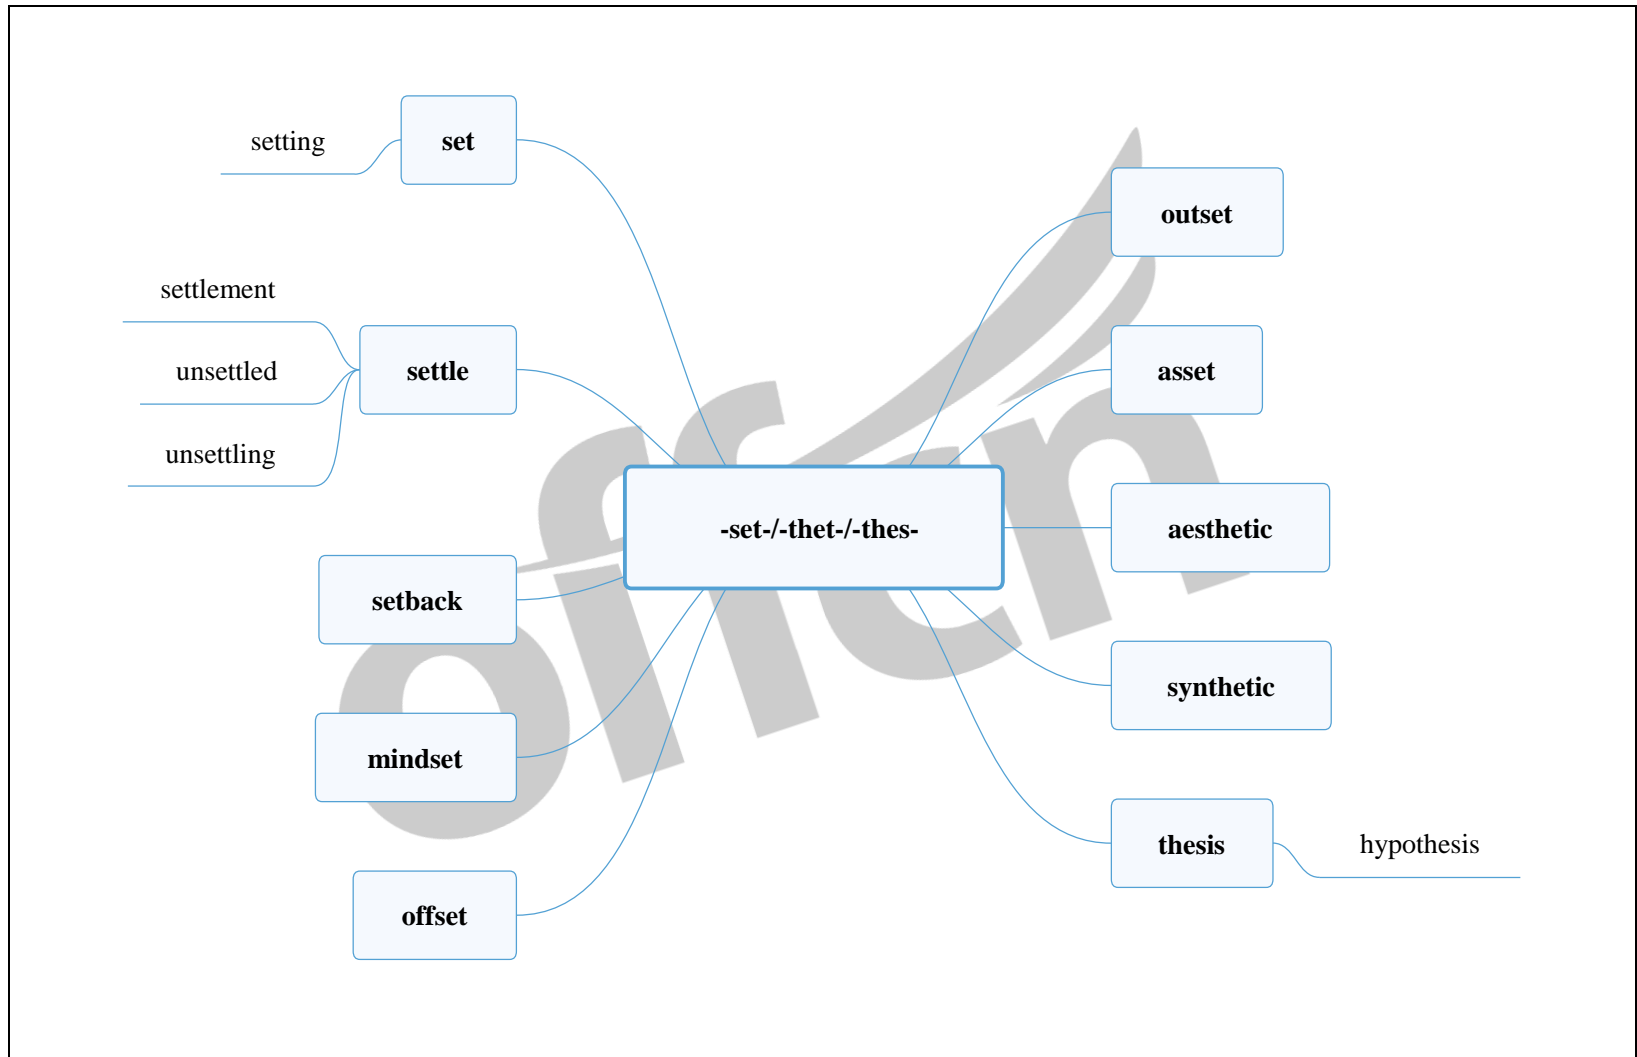 set
setting
settle
settlement
unsettled
unsettling
setback
mindset
offset
-set-/-thet-/-thes-
outset
asset
aesthetic
synthetic
thesis
hypothesis
offcn